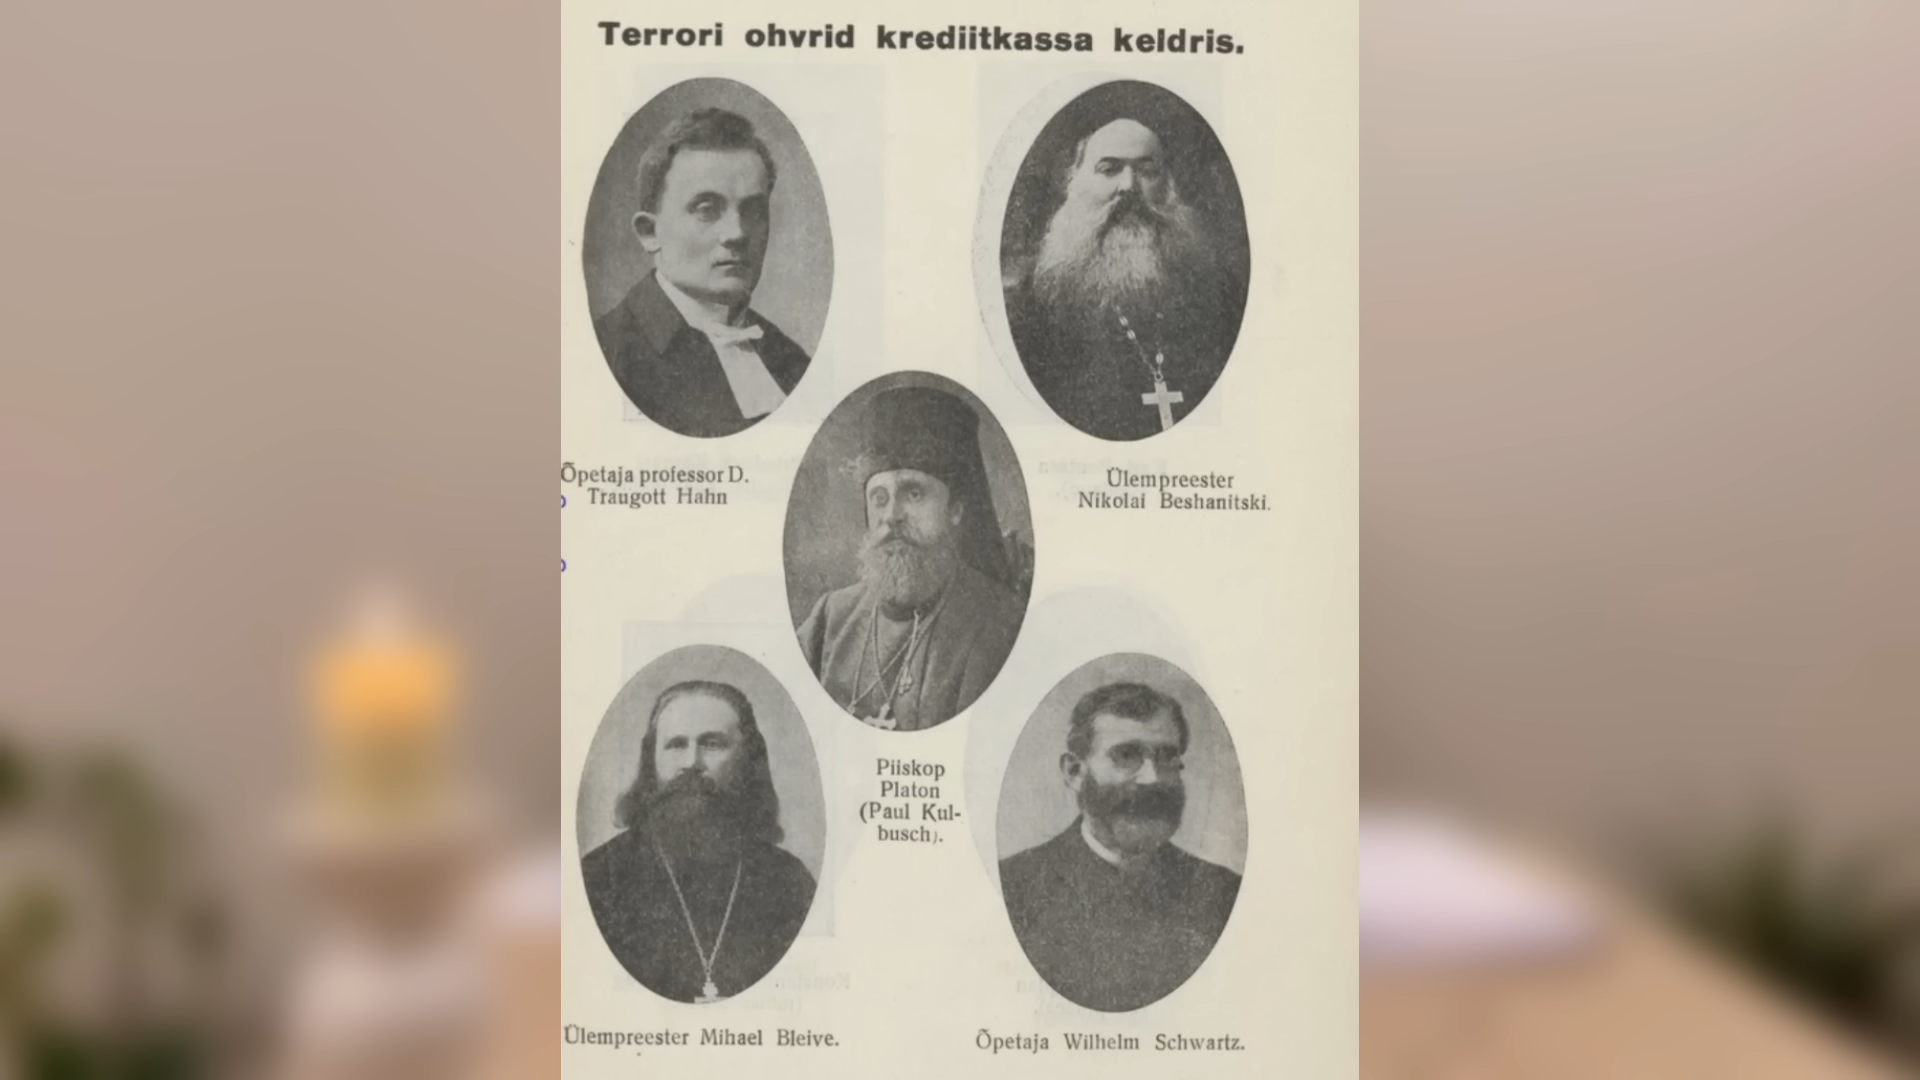 Terrori ohvrid krediitkassa keldris.
Õpetaja professor D.
Traugott Hahn
Ülempreester
Nikolai Beshanitski.
Piiskop
Platon
(Paul Kul-
busch).
Ülempreester Mihael Bleive.
Õpetaja Wilhelm Schwartz.